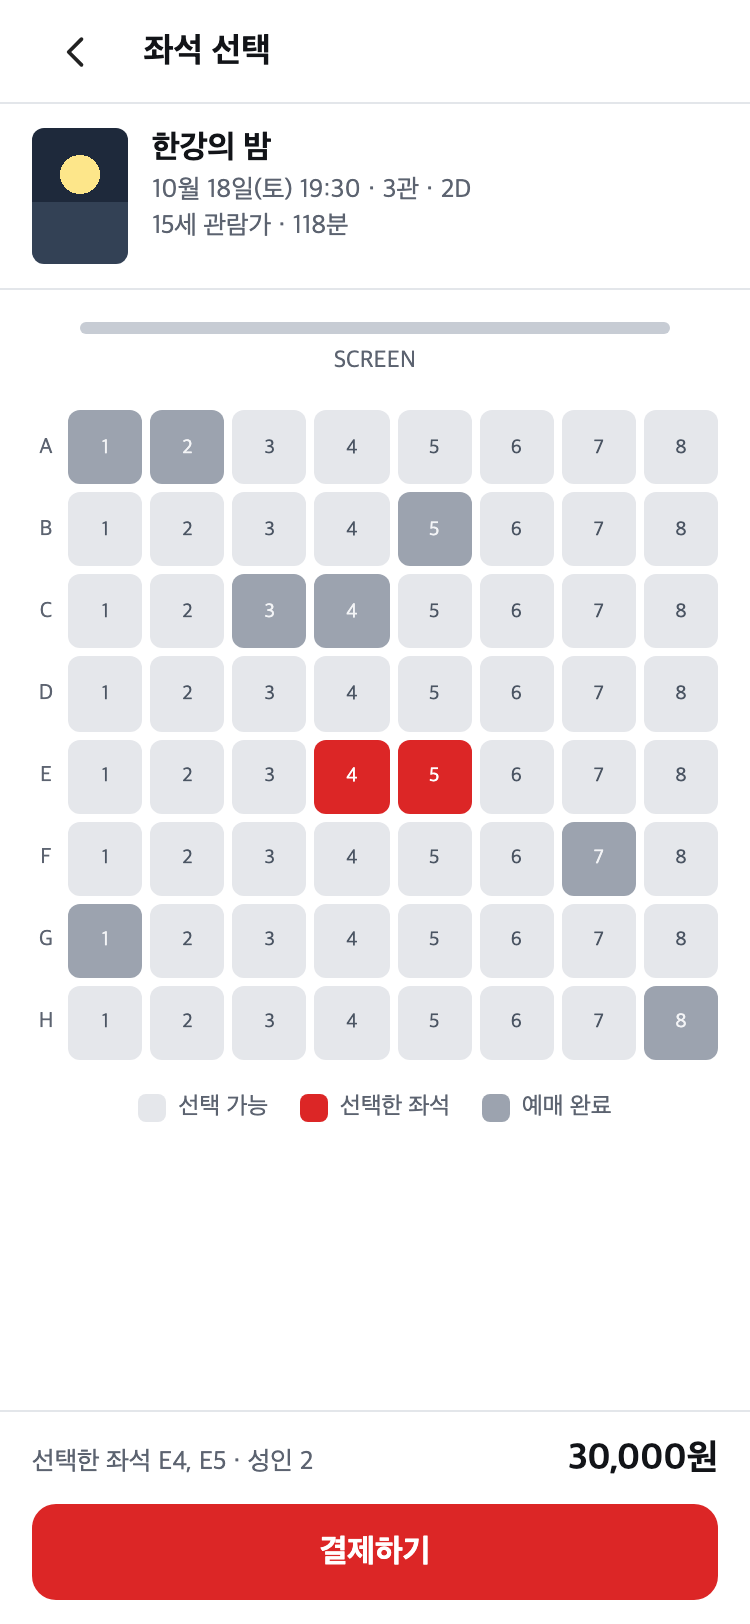 좌석 선택
한강의 밤
10월 18일(토) 19:30 · 3관 · 2D
15세 관람가 · 118분
SCREEN
A 1 2 3 4 5 6 7 8
B 1 2 3 4 5 6 7 8
C 1 2 3 4 5 6 7 8
D 1 2 3 4 5 6 7 8
E 1 2 3 4 5 6 7 8
F 1 2 3 4 5 6 7 8
G 1 2 3 4 5 6 7 8
H 1 2 3 4 5 6 7 8
선택 가능 선택한 좌석 예매 완료
선택한 좌석 E4, E5 · 성인 2 30,000원
결제하기